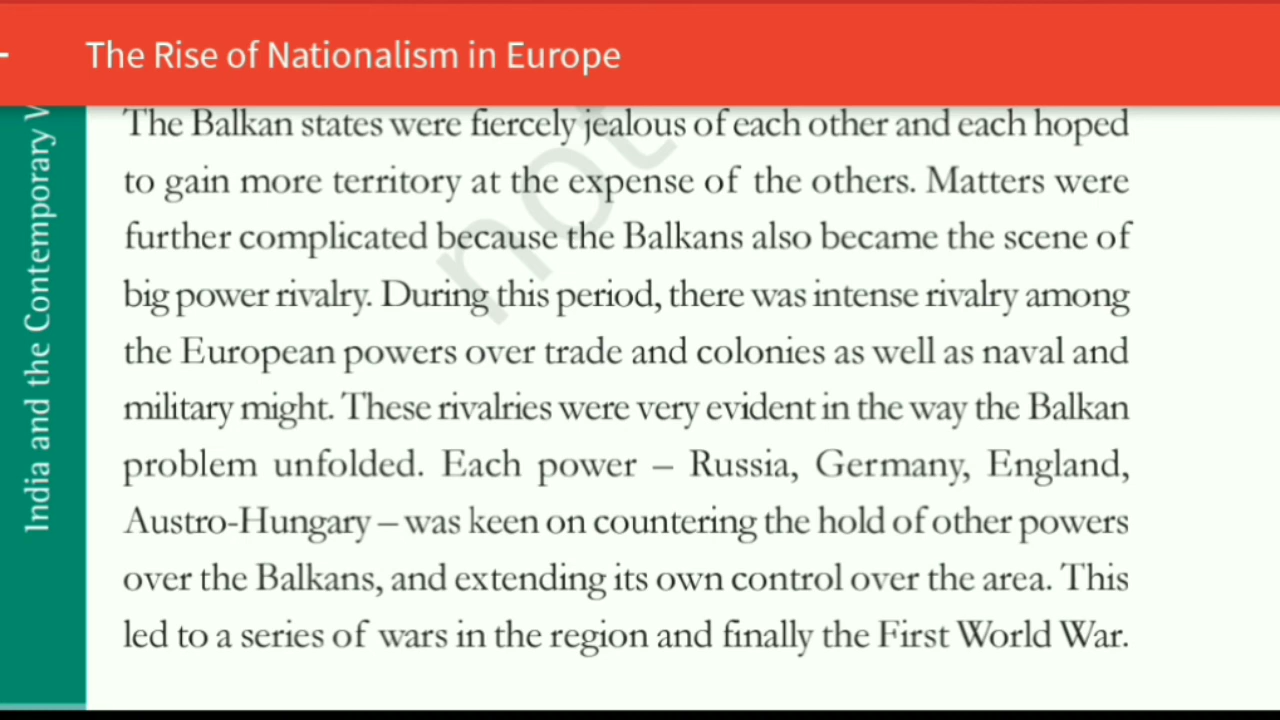 The Rise of Nationalism in Europe
India and the Contemporary
The Balkan states were fiercely jealous of each other and each hoped
to gain more territory at the expense of the others. Matters were
further complicated because the Balkans also became the scene of
big power rivalry. During this period, there was intense rivalry among
the European powers over trade and colonies as well as naval and
military might. These rivalries were very evident in the way the Balkan
problem unfolded. Each power – Russia, Germany, England,
Austro-Hungary – was keen on countering the hold of other powers
over the Balkans, and extending its own control over the area. This
led to a series of wars in the region and finally the First World War.
not